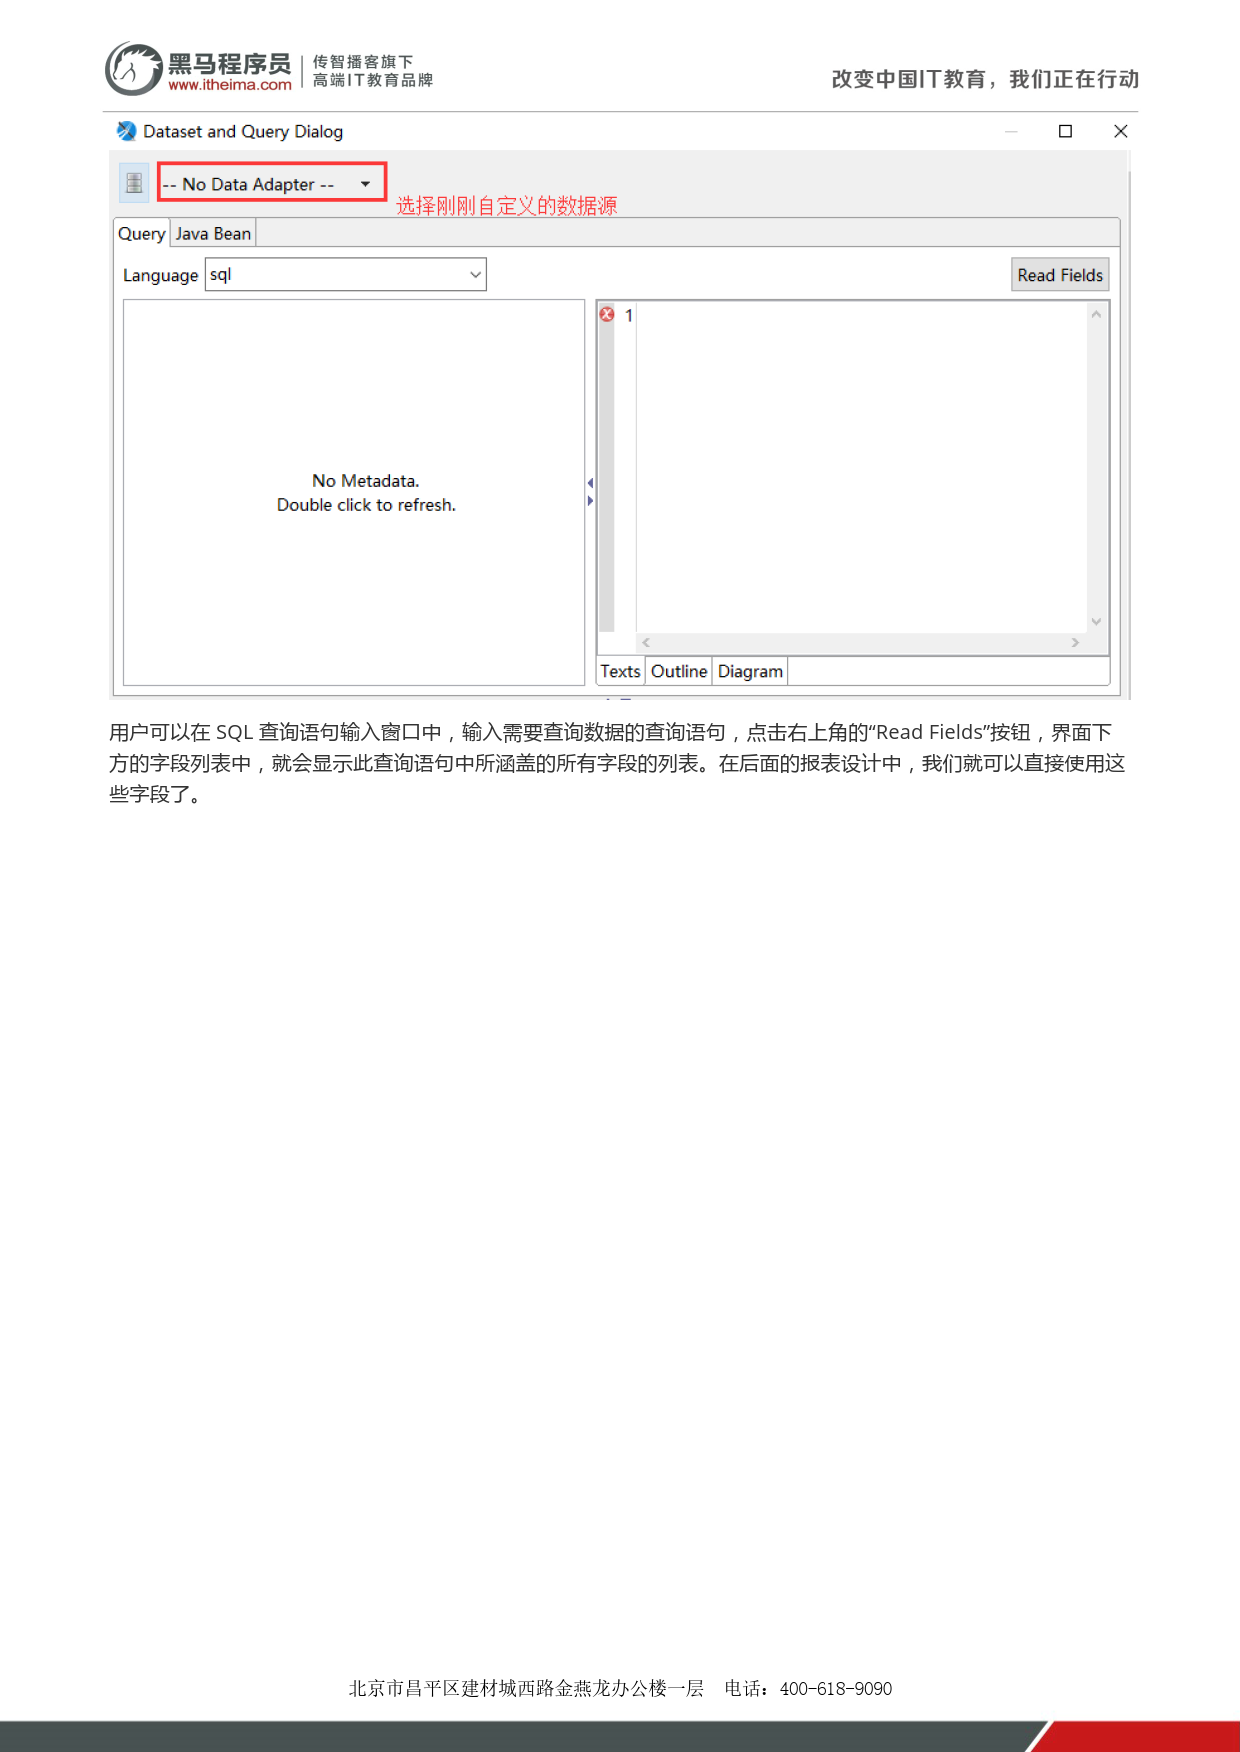 黑马程序员
www.itheima.com
传智播客旗下
高端IT教育品牌
改变中国IT教育，我们正在行动
Dataset and Query Dialog
-- No Data Adapter --
选择刚刚自定义的数据源
Query Java Bean
Language sql Read Fields
1
No Metadata.
Double click to refresh.
Texts Outline Diagram
用户可以在 SQL 查询语句输入窗口中，输入需要查询数据的查询语句，点击右上角的“Read Fields”按钮，界面下
方的字段列表中，就会显示此查询语句中所涵盖的所有字段的列表。在后面的报表设计中，我们就可以直接使用这
些字段了。
北京市昌平区建材城西路金燕龙办公楼一层 电话：400-618-9090